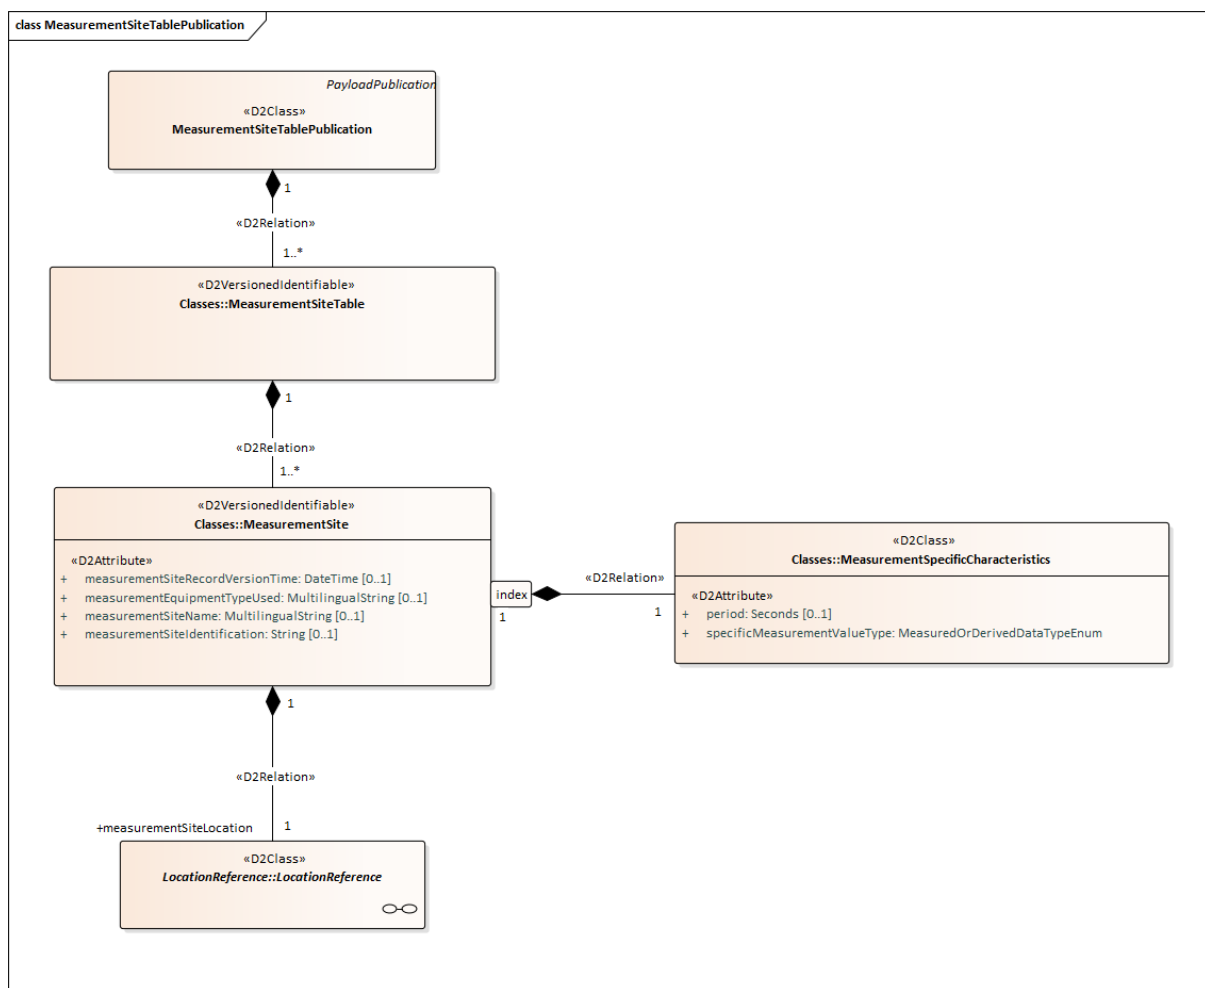 class MeasurementSiteTablePublication
PayloadPublication
«D2Class»
MeasurementSiteTablePublication
1
«D2Relation»
1..*
«D2VersionedIdentifiable»
Classes::MeasurementSiteTable
1
«D2Relation»
1..*
«D2VersionedIdentifiable»
Classes::MeasurementSite
«D2Attribute»
+ measurementSiteRecordVersionTime: DateTime [0..1]
+ measurementEquipmentTypeUsed: MultilingualString [0..1]
+ measurementSiteName: MultilingualString [0..1]
+ measurementSiteIdentification: String [0..1]
index
1
«D2Relation»
1
«D2Class»
Classes::MeasurementSpecificCharacteristics
«D2Attribute»
+ period: Seconds [0..1]
+ specificMeasurementValueType: MeasuredOrDerivedDataTypeEnum
1
«D2Relation»
+measurementSiteLocation 1
«D2Class»
LocationReference::LocationReference